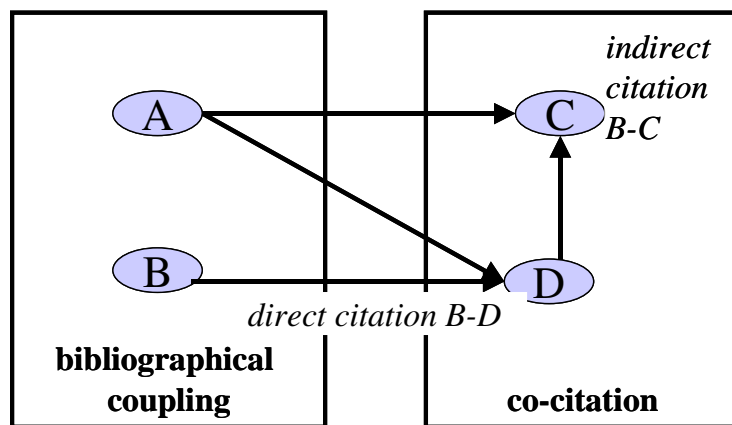 indirect
citation
B-C
A
C
B
D
direct citation B-D
bibliographical
coupling
co-citation